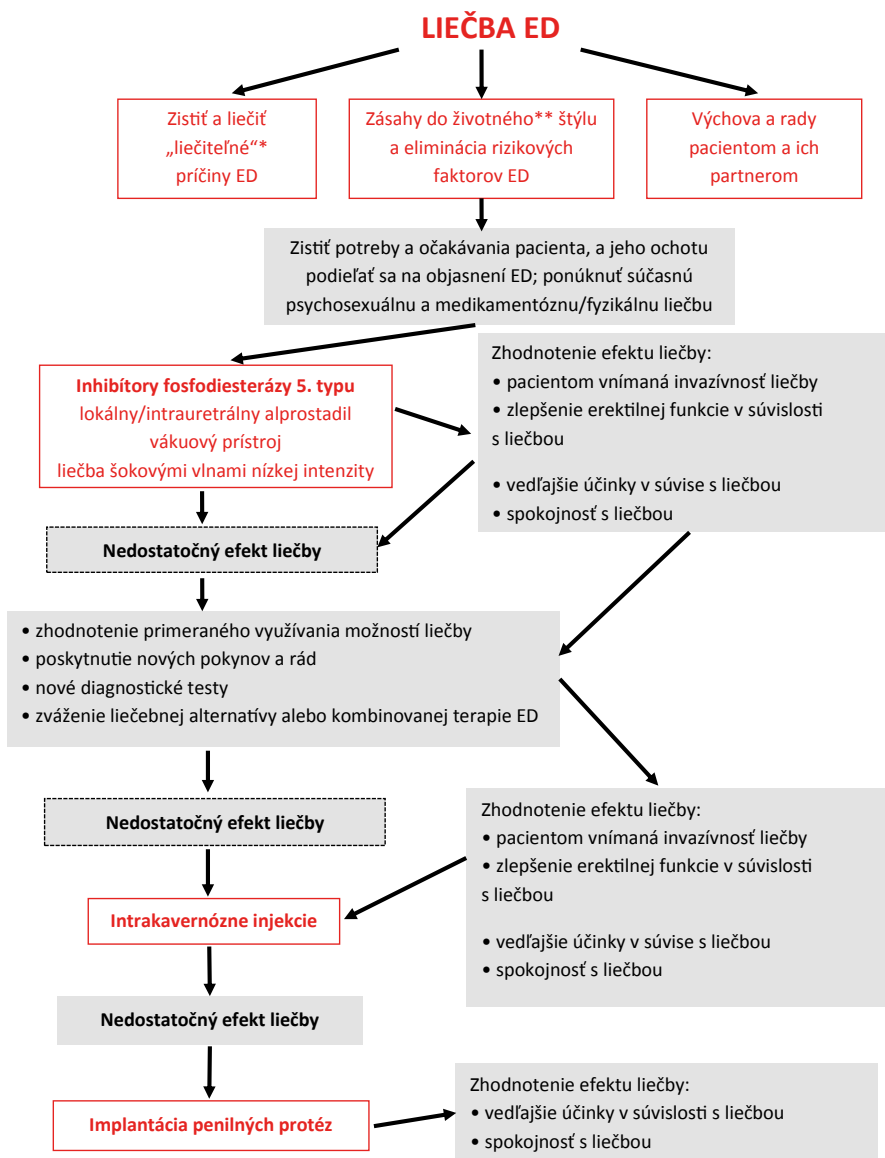 LIEČBA ED
Zistiť a liečiť
„liečiteľné“*
príčiny ED
Zásahy do životného** štýlu
a eliminácia rizikových
faktorov ED
Výchova a rady
pacientom a ich
partnerom
Zistiť potreby a očakávania pacienta, a jeho ochotu
podieľať sa na objasnení ED; ponúknuť súčasnú
psychosexuálnu a medikamentóznu/fyzikálnu liečbu
Inhibítory fosfodiesterázy 5. typu
lokálny/intrauretrálny alprostadil
vákuový prístroj
liečba šokovými vlnami nízkej intenzity
Zhodnotenie efektu liečby:
• pacientom vnímaná invazívnosť liečby
• zlepšenie erektilnej funkcie v súvislosti
s liečbou
• vedľajšie účinky v súvise s liečbou
• spokojnosť s liečbou
Nedostatočný efekt liečby
• zhodnotenie primeraného využívania možností liečby
• poskytnutie nových pokynov a rád
• nové diagnostické testy
• zváženie liečebnej alternatívy alebo kombinovanej terapie ED
Nedostatočný efekt liečby
Zhodnotenie efektu liečby:
• pacientom vnímaná invazívnosť liečby
• zlepšenie erektilnej funkcie v súvislosti
s liečbou
• vedľajšie účinky v súvise s liečbou
• spokojnosť s liečbou
Intrakavernózne injekcie
Nedostatočný efekt liečby
Implantácia penilných protéz
Zhodnotenie efektu liečby:
• vedľajšie účinky v súvislosti s liečbou
• spokojnosť s liečbou